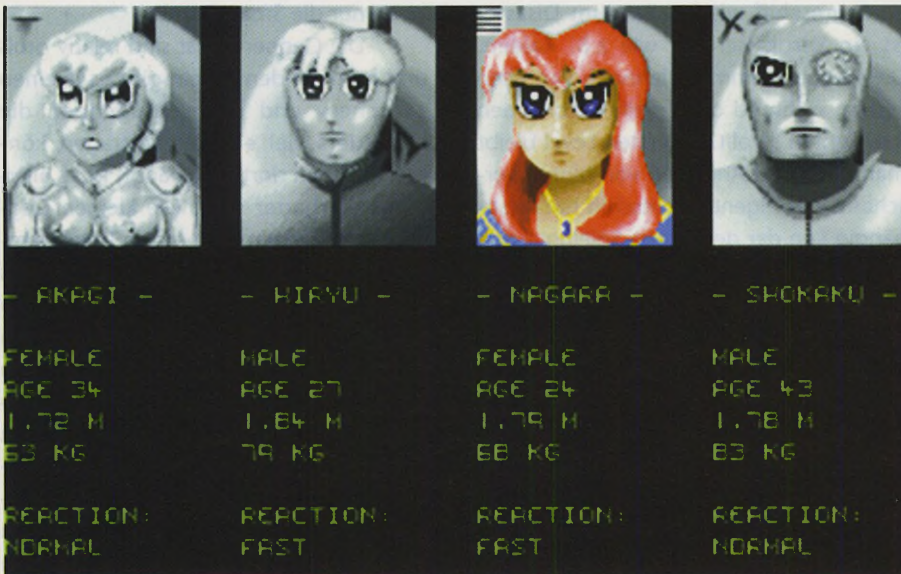 - AKAGI -
FEMALE
AGE 34
1.72 M
63 KG
REACTION:
NORMAL
- HIRYU -
MALE
AGE 27
1.84 M
79 KG
REACTION:
FAST
- NAGARA -
FEMALE
AGE 24
1.79 M
68 KG
REACTION:
FAST
- SHOKAKU -
MALE
AGE 43
1.78 M
83 KG
REACTION:
NORMAL